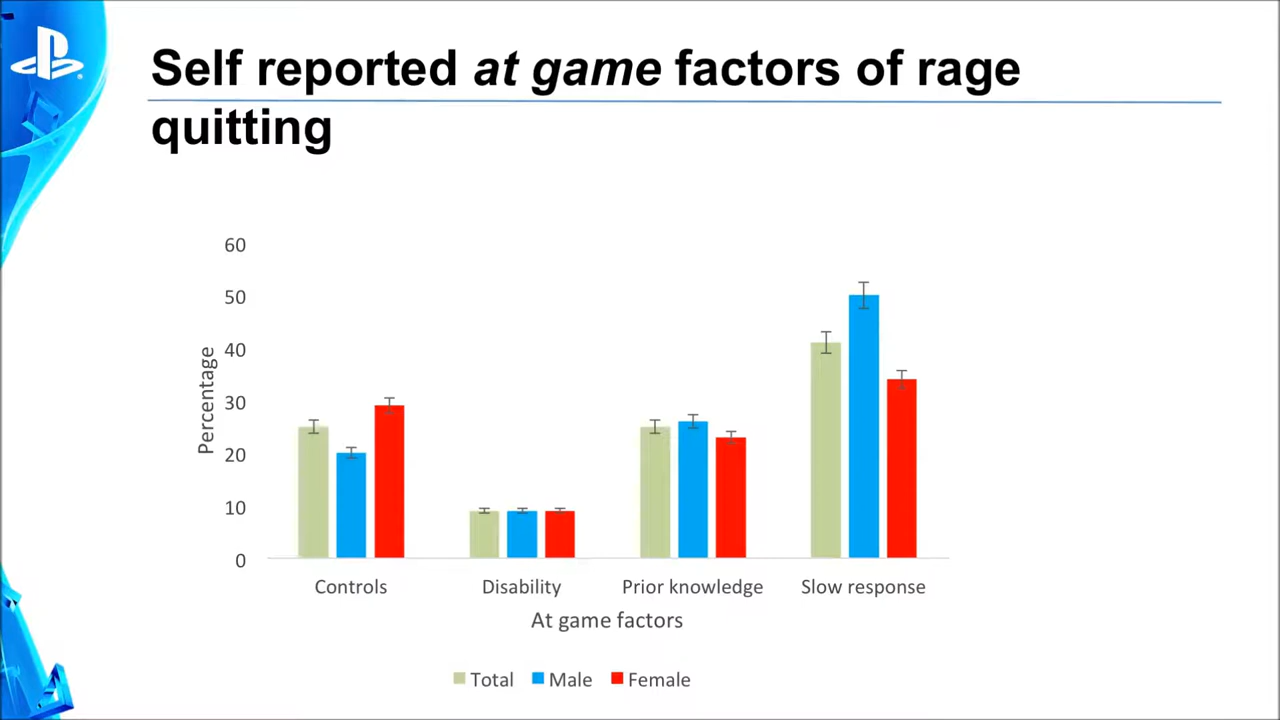 Self reported at game factors of rage
quitting
60
50
40
30
20
10
0
Percentage
Controls Disability Prior knowledge Slow response
At game factors
Total Male Female